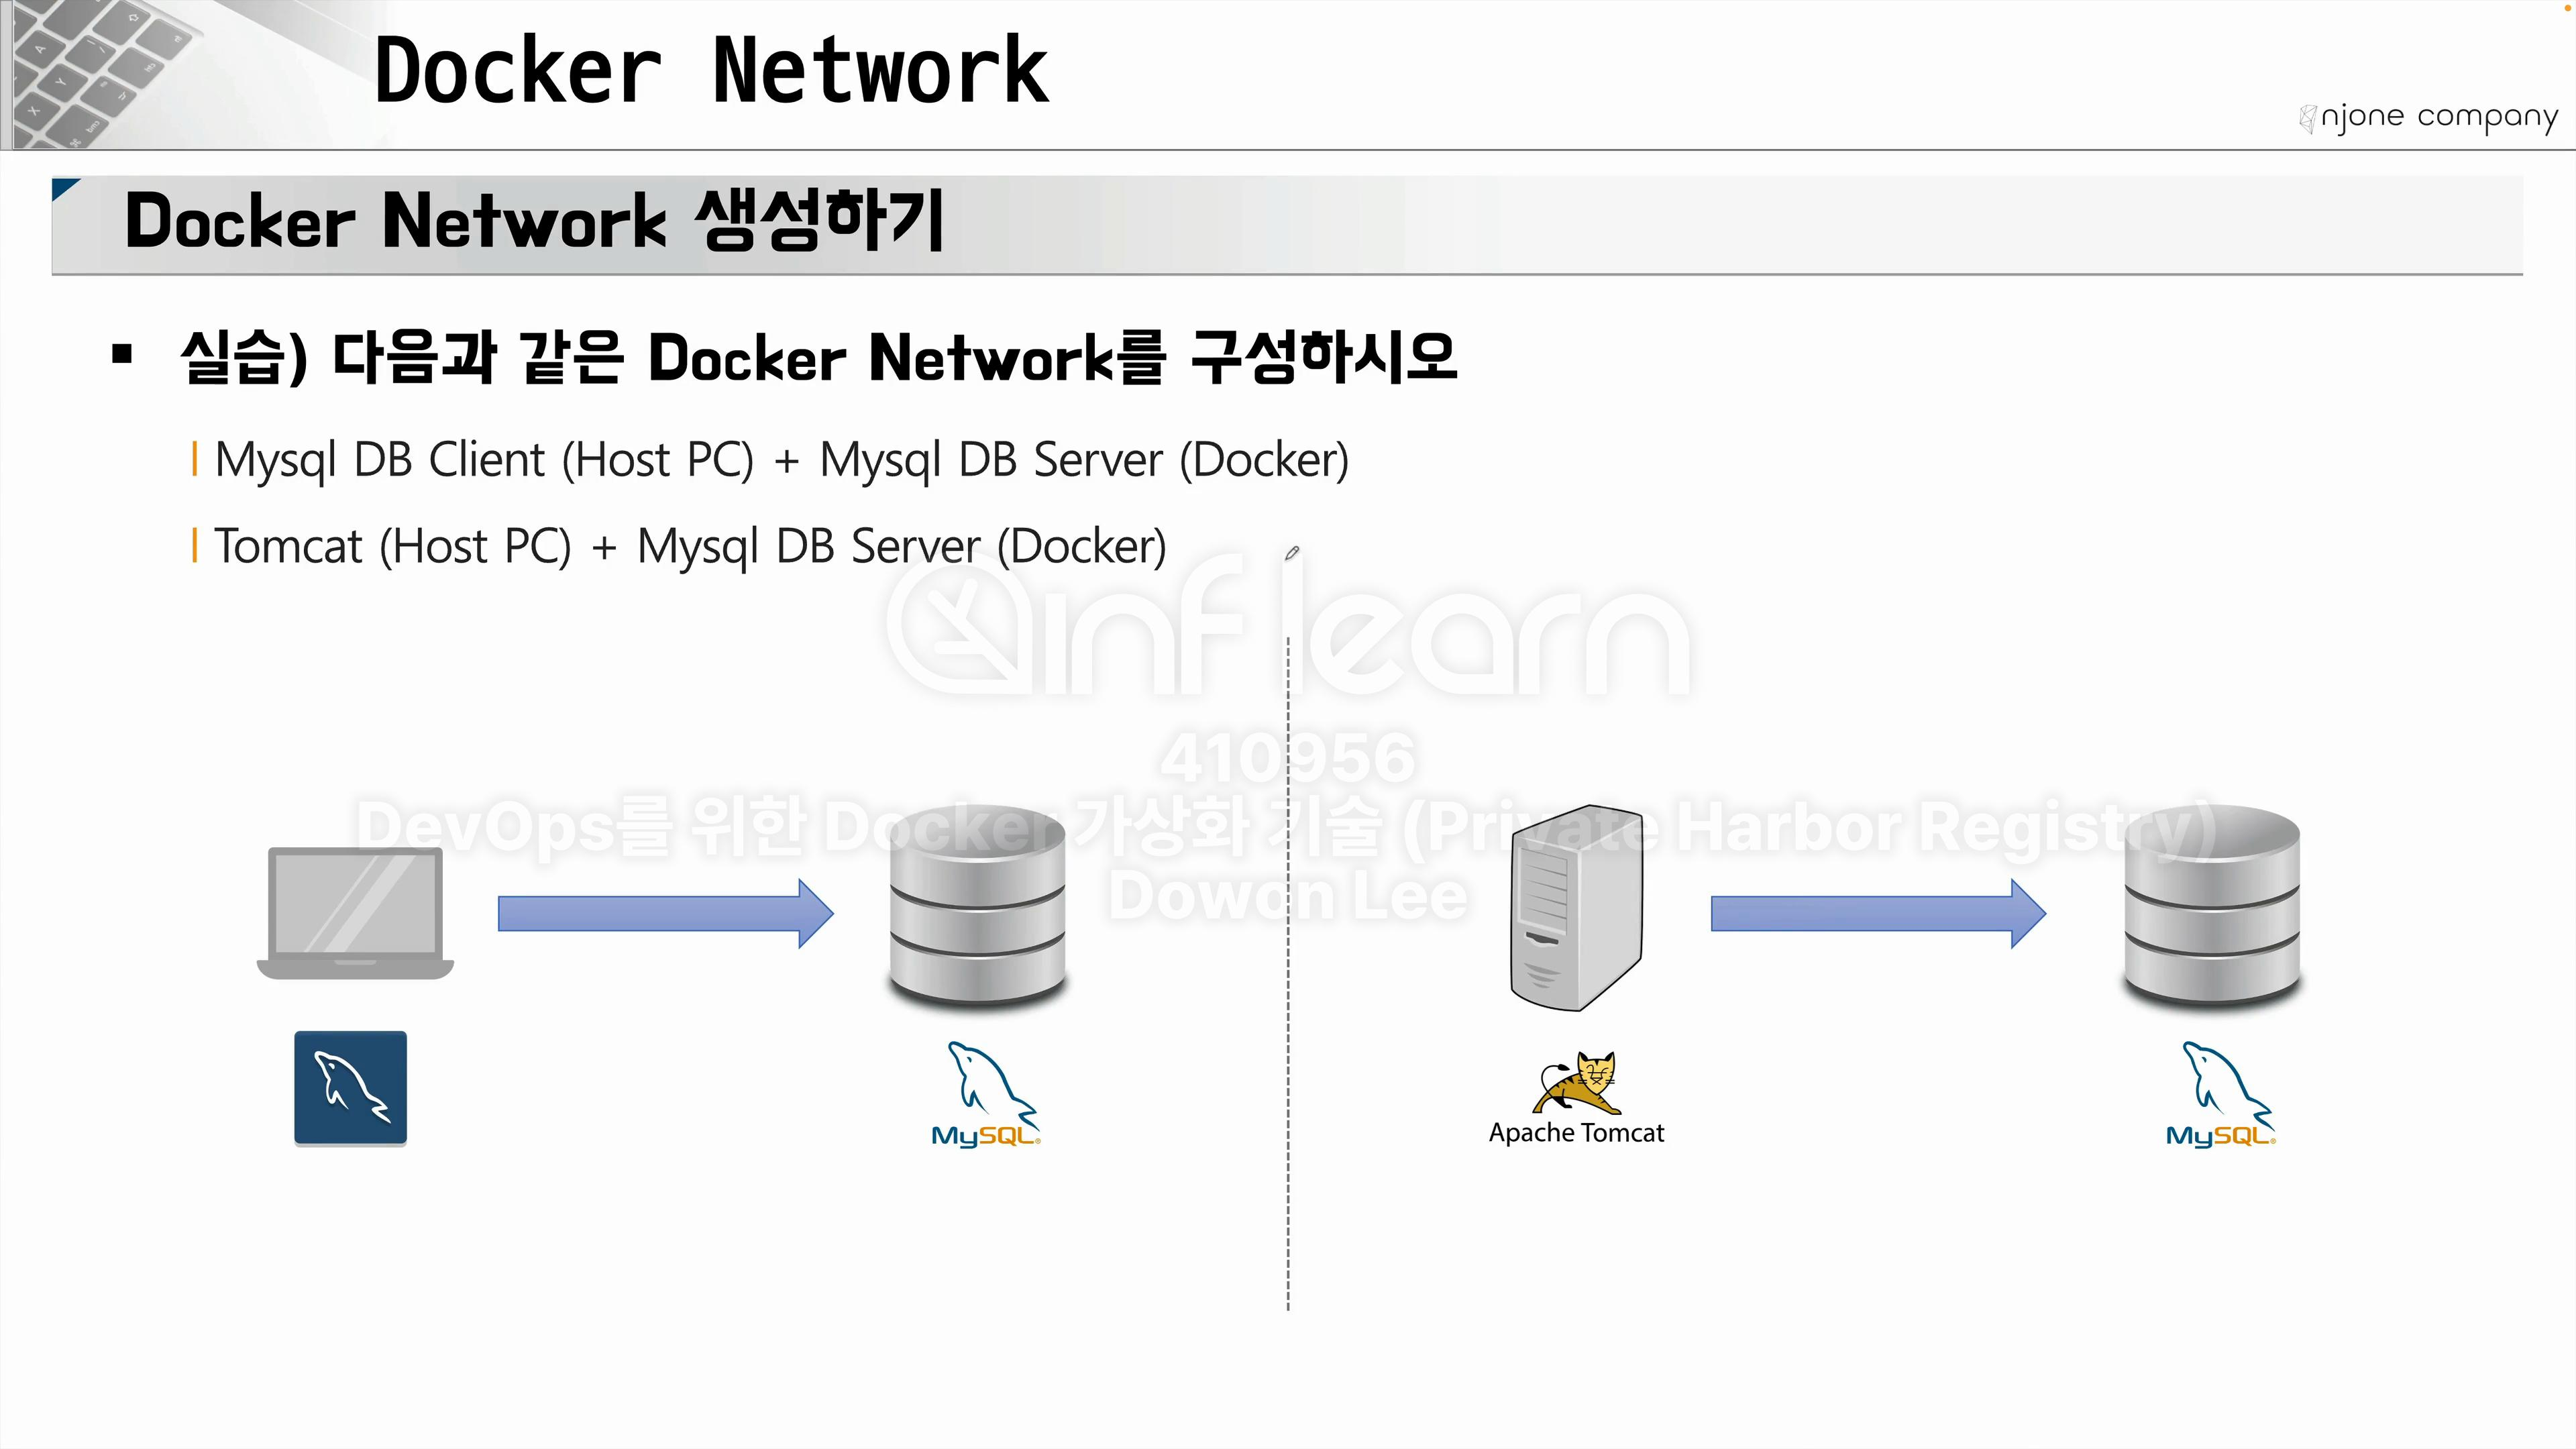 Docker Network
njone company
Docker Network 생성하기
▪ 실습) 다음과 같은 Docker Network를 구성하시오
| Mysql DB Client (Host PC) + Mysql DB Server (Docker)
| Tomcat (Host PC) + Mysql DB Server (Docker)
inflearn
410956
DevOps를 위한 Docker 가상화 기술 (Private Harbor Registry)
Dowon Lee
MySQL®
Apache Tomcat
MySQL®